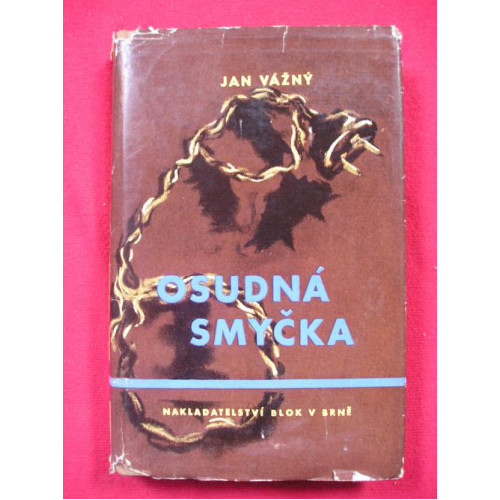 JAN VÁŽNÝ
OSUDNÁ
SMYČKA
NAKLADATELSTVÍ BLOK V BRNĚ